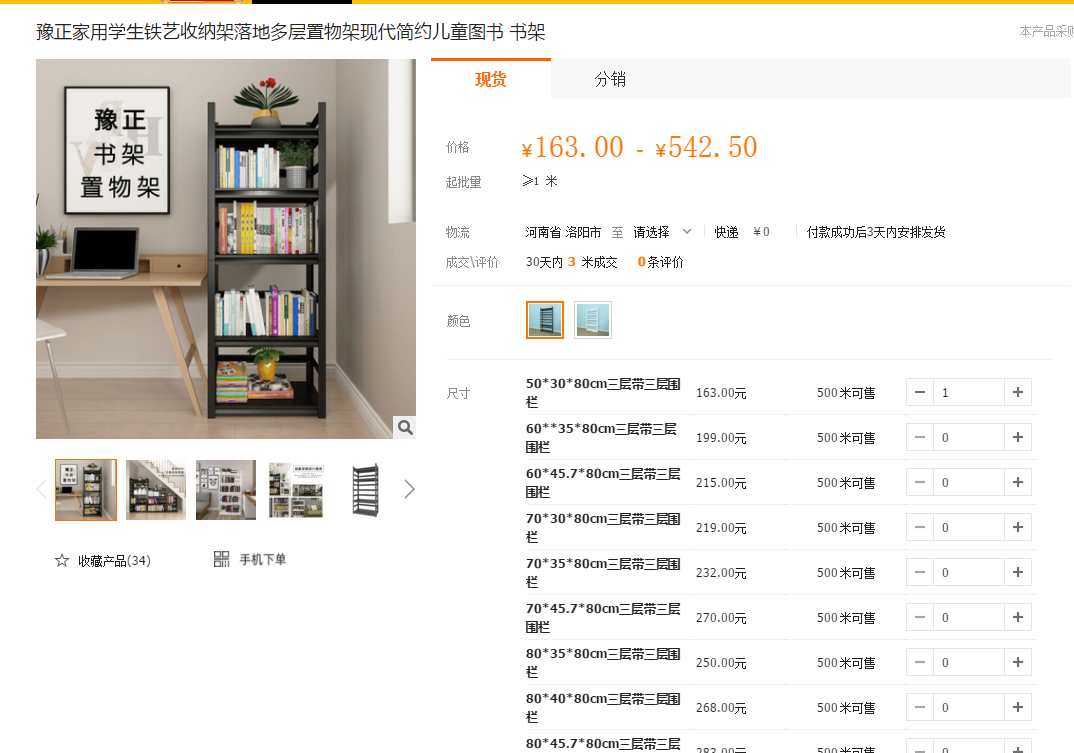 豫正家用学生铁艺收纳架落地多层置物架现代简约儿童图书 书架
本产品采购
豫正
书架
置物架
现货
分销
价格 ¥163.00 - ¥542.50
起批量 ≥1 米
物流 河南省 洛阳市 至 请选择 快递 ¥0 付款成功后3天内安排发货
成交\评价 30天内 3 米成交 0条评价
颜色
尺寸
50*30*80cm三层带三层围
栏
163.00元 500米可售 1
60**35*80cm三层带三层
围栏
199.00元 500米可售 0
60*45.7*80cm三层带三层
围栏
215.00元 500米可售 0
70*30*80cm三层带三层围
栏
219.00元 500米可售 0
70*35*80cm三层带三层围
栏
232.00元 500米可售 0
70*45.7*80cm三层带三层
围栏
270.00元 500米可售 0
80*35*80cm三层带三层围
栏
250.00元 500米可售 0
80*40*80cm三层带三层围
栏
268.00元 500米可售 0
80*45.7*80cm三层带三层
283.00元 500米可售 0
收藏产品(34)
手机下单